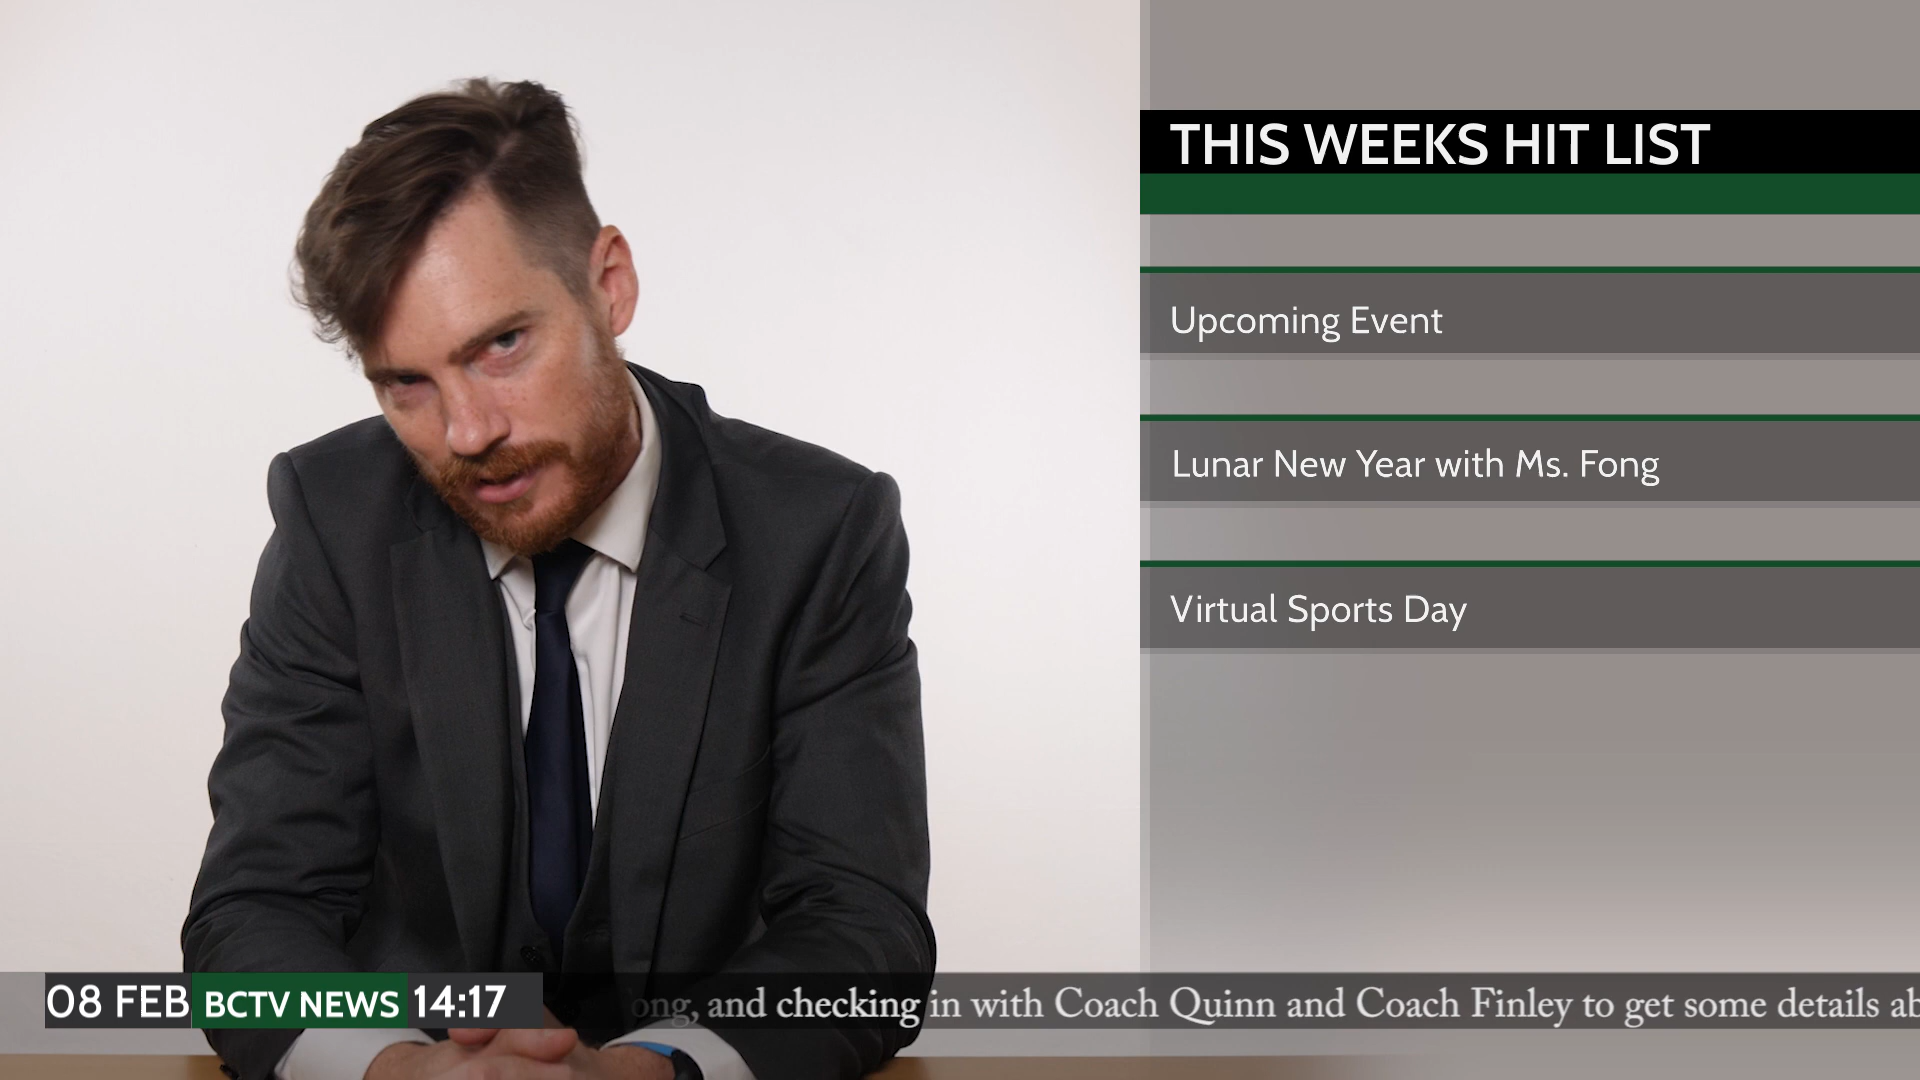 THIS WEEKS HIT LIST
Upcoming Event
Lunar New Year with Ms. Fong
Virtual Sports Day
08 FEB BCTV NEWS 14:17 and checking in with Coach Quinn and Coach Finley to get some details